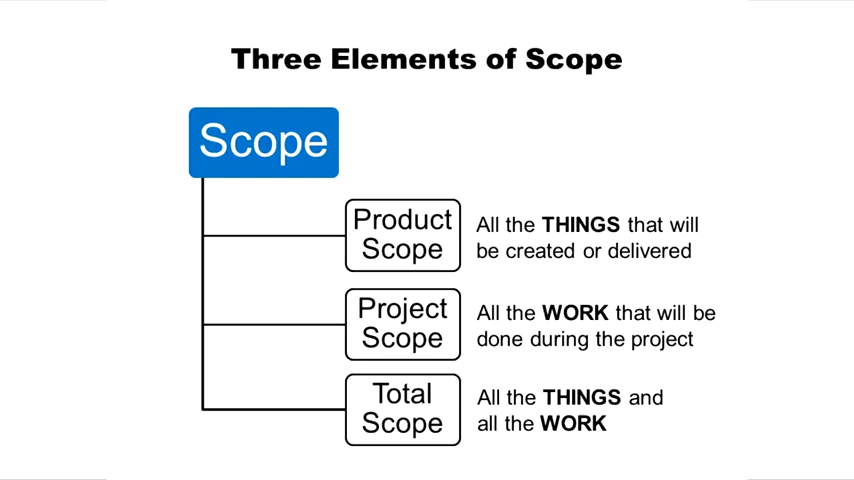 Three Elements of Scope
Scope
Product
Scope
All the THINGS that will
be created or delivered
Project
Scope
All the WORK that will be
done during the project
Total
Scope
All the THINGS and
all the WORK